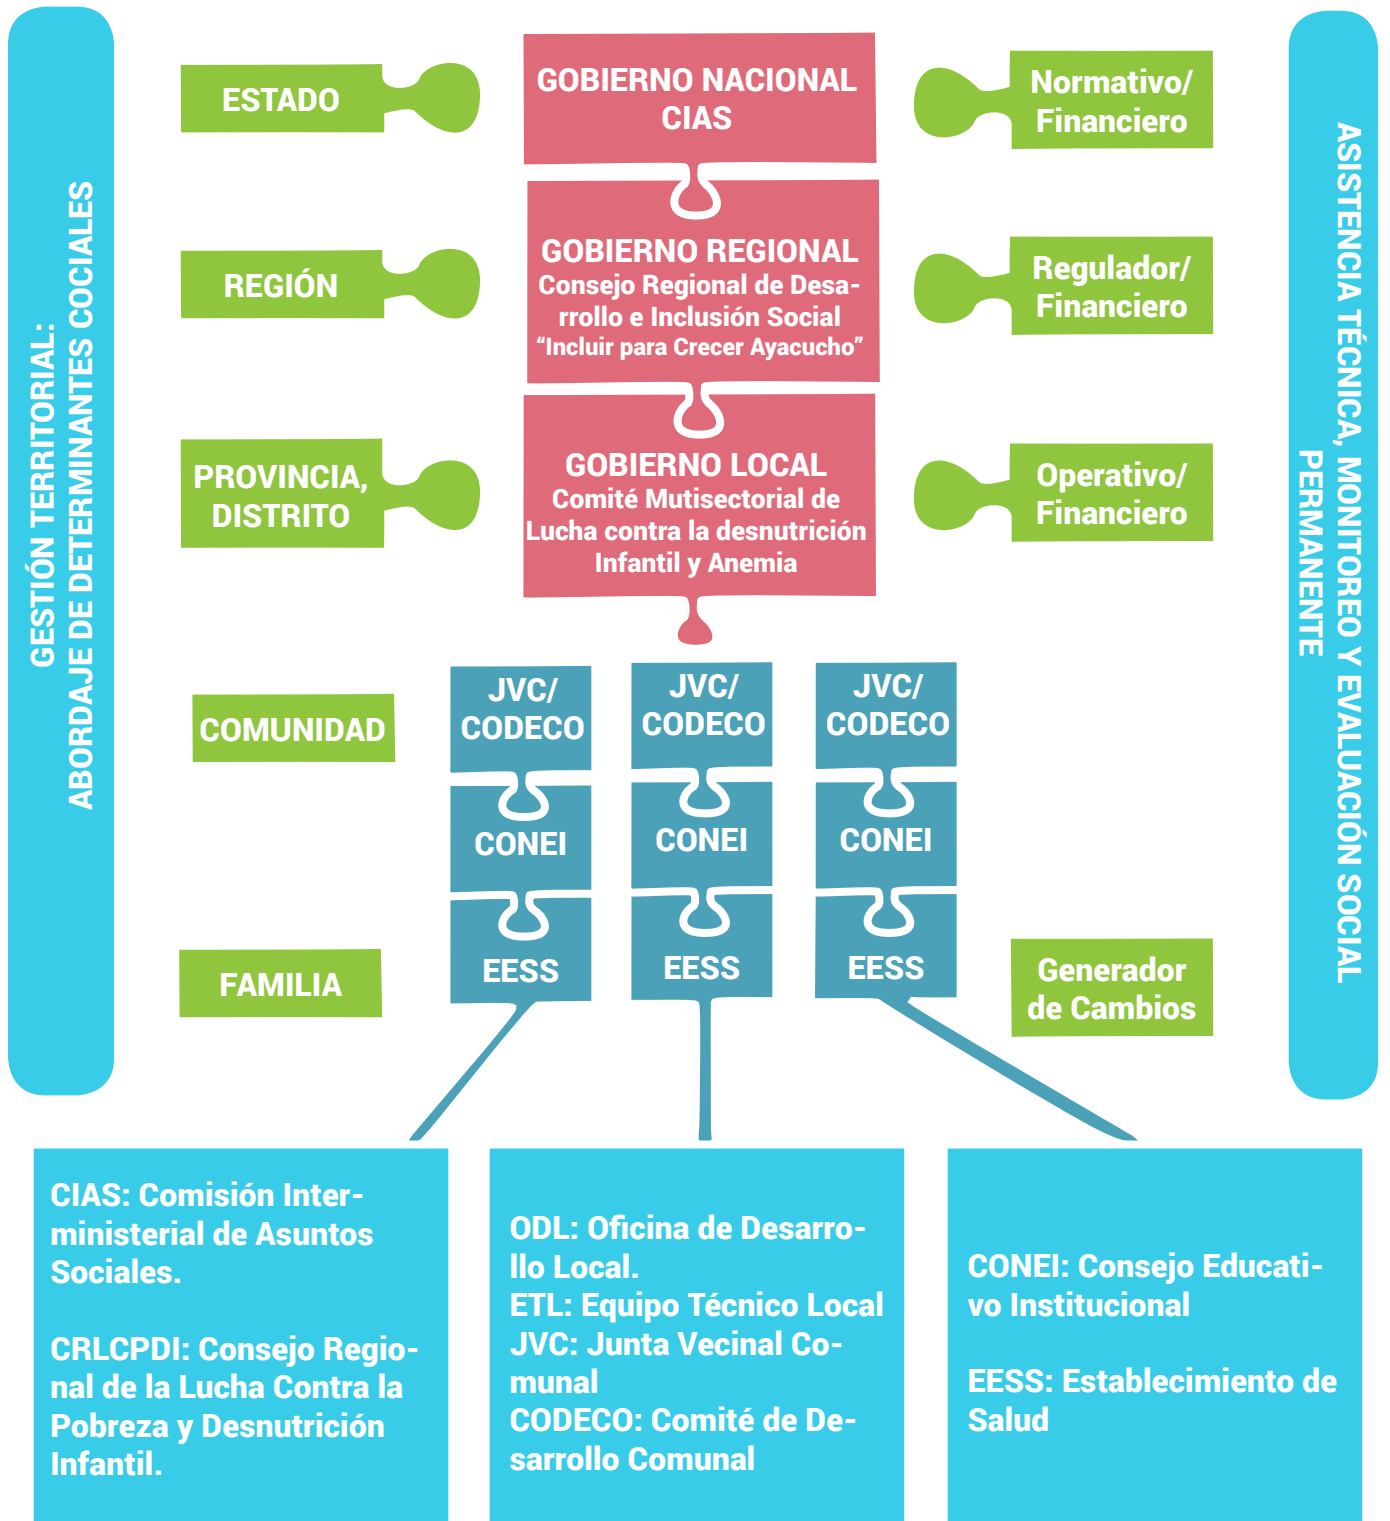 GESTIÓN TERRITORIAL:
ABORDAJE DE DETERMINANTES COCIALES
ESTADO
GOBIERNO NACIONAL
CIAS
Normativo/
Financiero
REGIÓN
GOBIERNO REGIONAL
Consejo Regional de Desa-
rrollo e Inclusión Social
“Incluir para Crecer Ayacucho”
Regulador/
Financiero
PROVINCIA,
DISTRITO
GOBIERNO LOCAL
Comité Mutisectorial de
Lucha contra la desnutrición
Infantil y Anemia
Operativo/
Financiero
COMUNIDAD
JVC/
CODECO
CONEI
EESS
JVC/
CODECO
CONEI
EESS
JVC/
CODECO
CONEI
EESS
FAMILIA
Generador
de Cambios
ASISTENCIA TÉCNICA, MONITOREO Y EVALUACIÓN SOCIAL
PERMANENTE
CIAS: Comisión Inter-
ministerial de Asuntos
Sociales.
CRLCPDI: Consejo Regio-
nal de la Lucha Contra la
Pobreza y Desnutrición
Infantil.
ODL: Oficina de Desarro-
llo Local.
ETL: Equipo Técnico Local
JVC: Junta Vecinal Co-
munal
CODECO: Comité de De-
sarrollo Comunal
CONEI: Consejo Educati-
vo Institucional
EESS: Establecimiento de
Salud